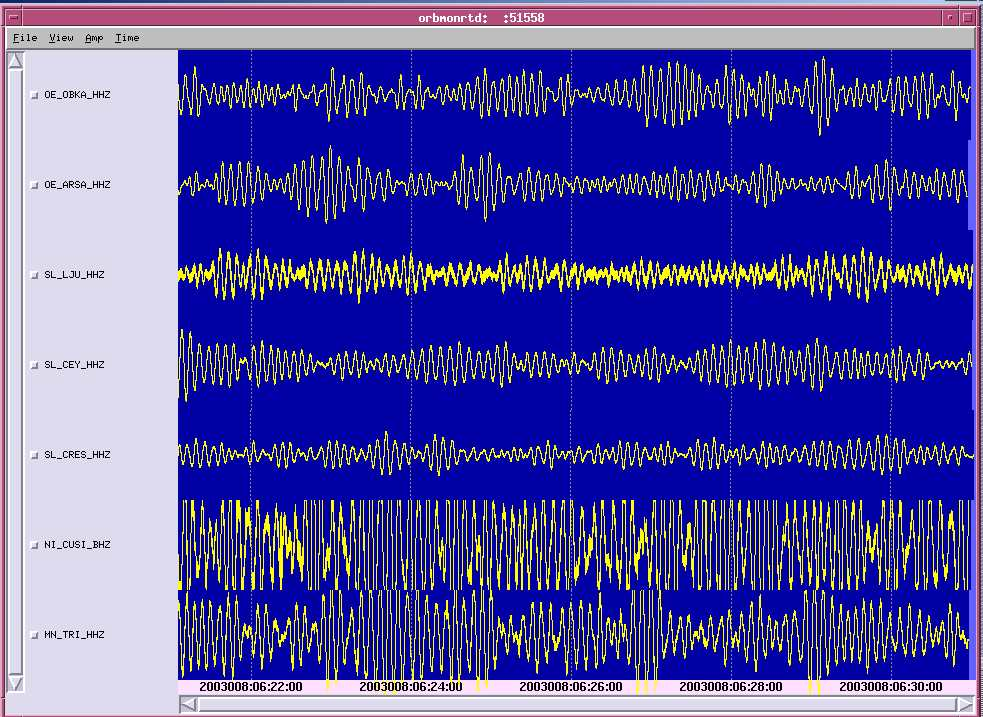 orbmonrtd: :51558
File View Amp Time
OE_OBKA_HHZ
OE_ARSA_HHZ
SL_LJU_HHZ
SL_CEY_HHZ
SL_CRES_HHZ
NI_CUSI_BHZ
MN_TRI_HHZ
2003008:06:22:00 2003008:06:24:00 2003008:06:26:00 2003008:06:28:00 2003008:06:30:00